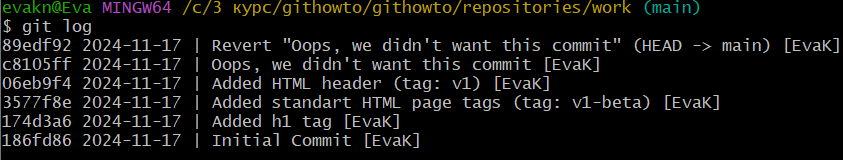 evakn@Eva MINGW64 /c/3 курс/githowto/githowto/repositories/work (main)
$ git log
89edf92 2024-11-17 | Revert "Oops, we didn't want this commit" (HEAD -> main) [EvaK]
c8105ff 2024-11-17 | Oops, we didn't want this commit [EvaK]
06eb9f4 2024-11-17 | Added HTML header (tag: v1) [EvaK]
3577f8e 2024-11-17 | Added standart HTML page tags (tag: v1-beta) [EvaK]
174d3a6 2024-11-17 | Added h1 tag [EvaK]
186fd86 2024-11-17 | Initial Commit [EvaK]